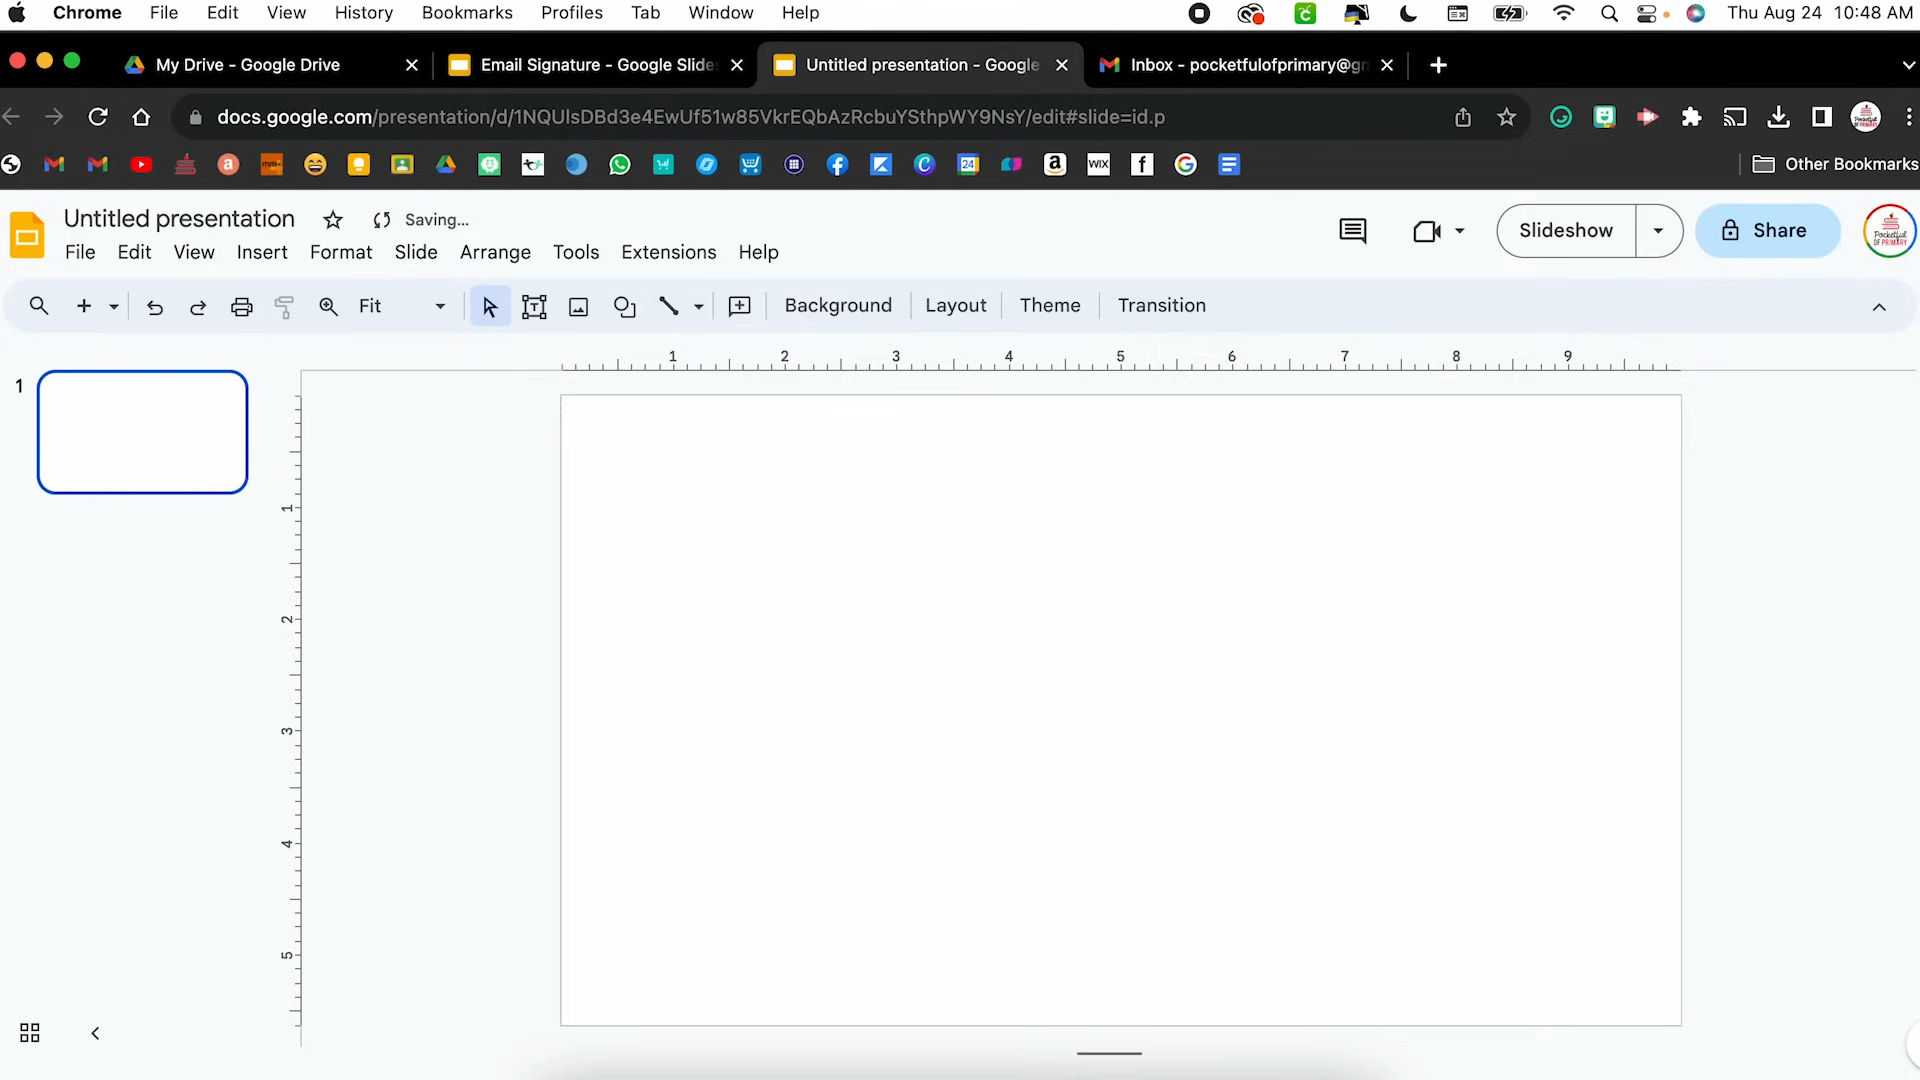 Chrome File Edit View History Bookmarks Profiles Tab Window Help Thu Aug 24 10:48 AM
My Drive - Google Drive Email Signature - Google Slide Untitled presentation - Google Inbox - pocketfulofprimary@gm
docs.google.com/presentation/d/1NQUlsDBd3e4EwUf51w85VkrEQbAzRcbuYSthpWY9NsY/edit#slide=id.p
Other Bookmarks
Untitled presentation Saving...
File Edit View Insert Format Slide Arrange Tools Extensions Help
Slideshow Share
Fit Background Layout Theme Transition
1 2 3 4 5 6 7 8 9
1
1
2
3
4
5